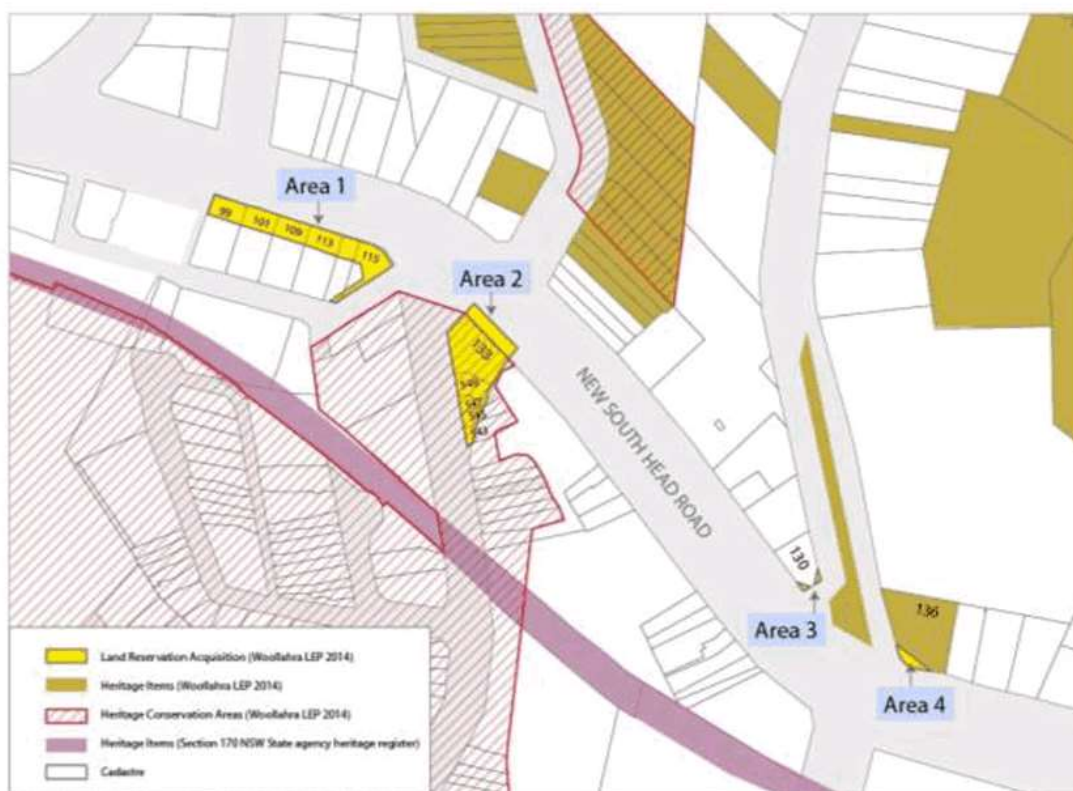 Area 1
99
101
109
113
115
Area 2
133
NEW SOUTH HEAD ROAD
130
136
Area 3
Area 4
Land Reservation Acquisition (Woollahra LEP 2014)
Heritage Items (Woollahra LEP 2014)
Heritage Conservation Areas (Woollahra LEP 2014)
Heritage Items (Section 170 NSW State agency heritage register)
Cadastre